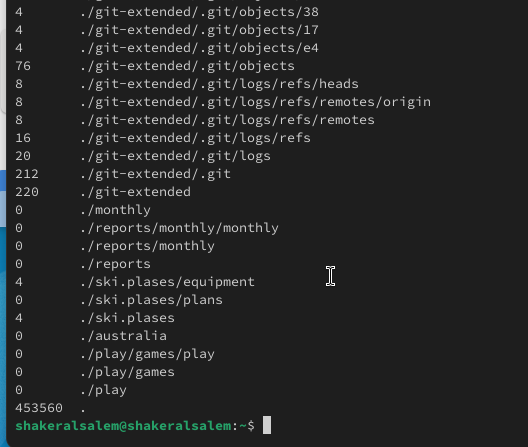 4 ./git-extended/.git/objects/38
4 ./git-extended/.git/objects/17
4 ./git-extended/.git/objects/e4
76 ./git-extended/.git/objects
8 ./git-extended/.git/logs/refs/heads
8 ./git-extended/.git/logs/refs/remotes/origin
8 ./git-extended/.git/logs/refs/remotes
16 ./git-extended/.git/logs/refs
20 ./git-extended/.git/logs
212 ./git-extended/.git
220 ./git-extended
0 ./monthly
0 ./reports/monthly/monthly
0 ./reports/monthly
0 ./reports
4 ./ski.plases/equipment
0 ./ski.plases/plans
4 ./ski.plases
0 ./australia
0 ./play/games/play
0 ./play/games
0 ./play
453560 .
shakeralsalem@shakeralsalem:~$